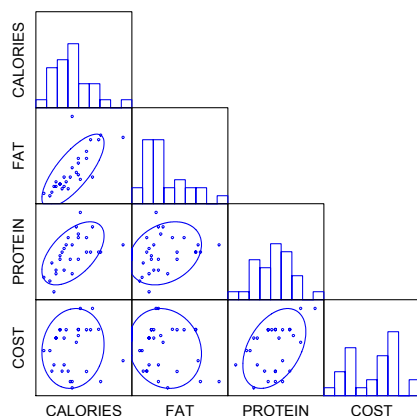 CALORIES
FAT
PROTEIN
COST
CALORIES FAT PROTEIN COST